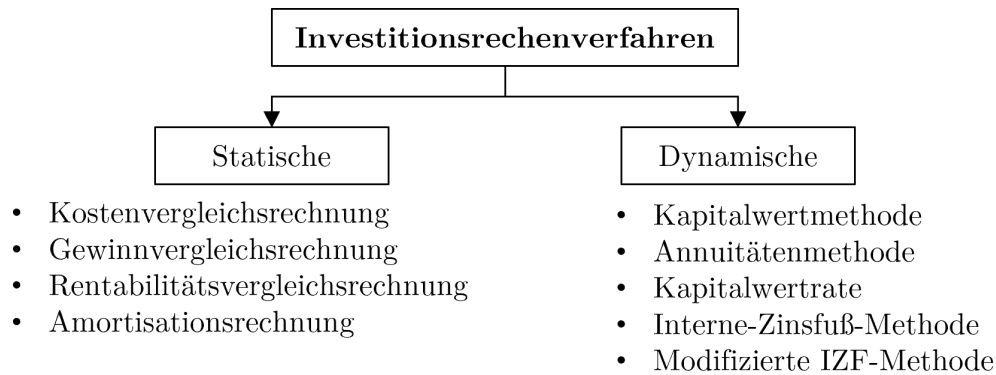 Investitionsrechenverfahren
Statische
• Kostenvergleichsrechnung
• Gewinnvergleichsrechnung
• Rentabilitätsvergleichsrechnung
• Amortisationsrechnung
Dynamische
• Kapitalwertmethode
• Annuitätenmethode
• Kapitalwertrate
• Interne-Zinsfuß-Methode
• Modifizierte IZF-Methode